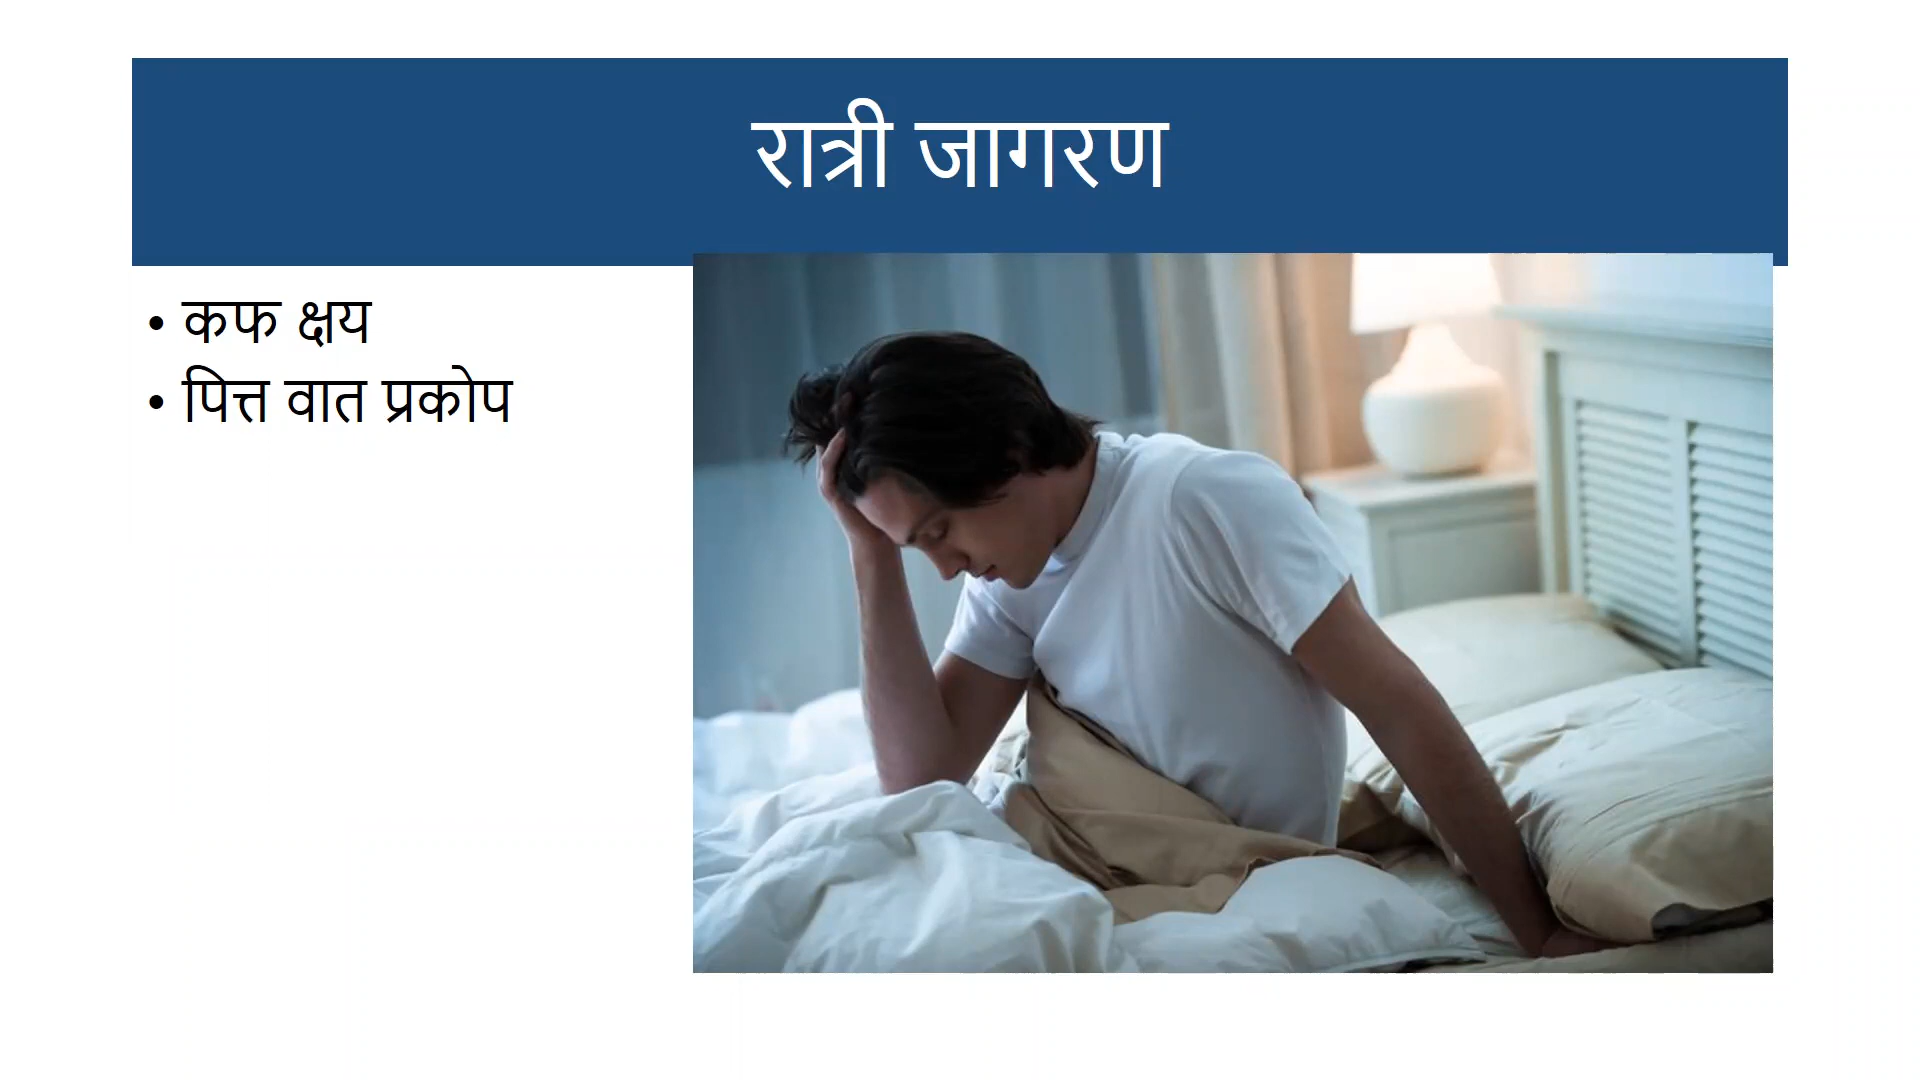 रात्री जागरण
• कफ क्षय
• पित्त वात प्रकोप